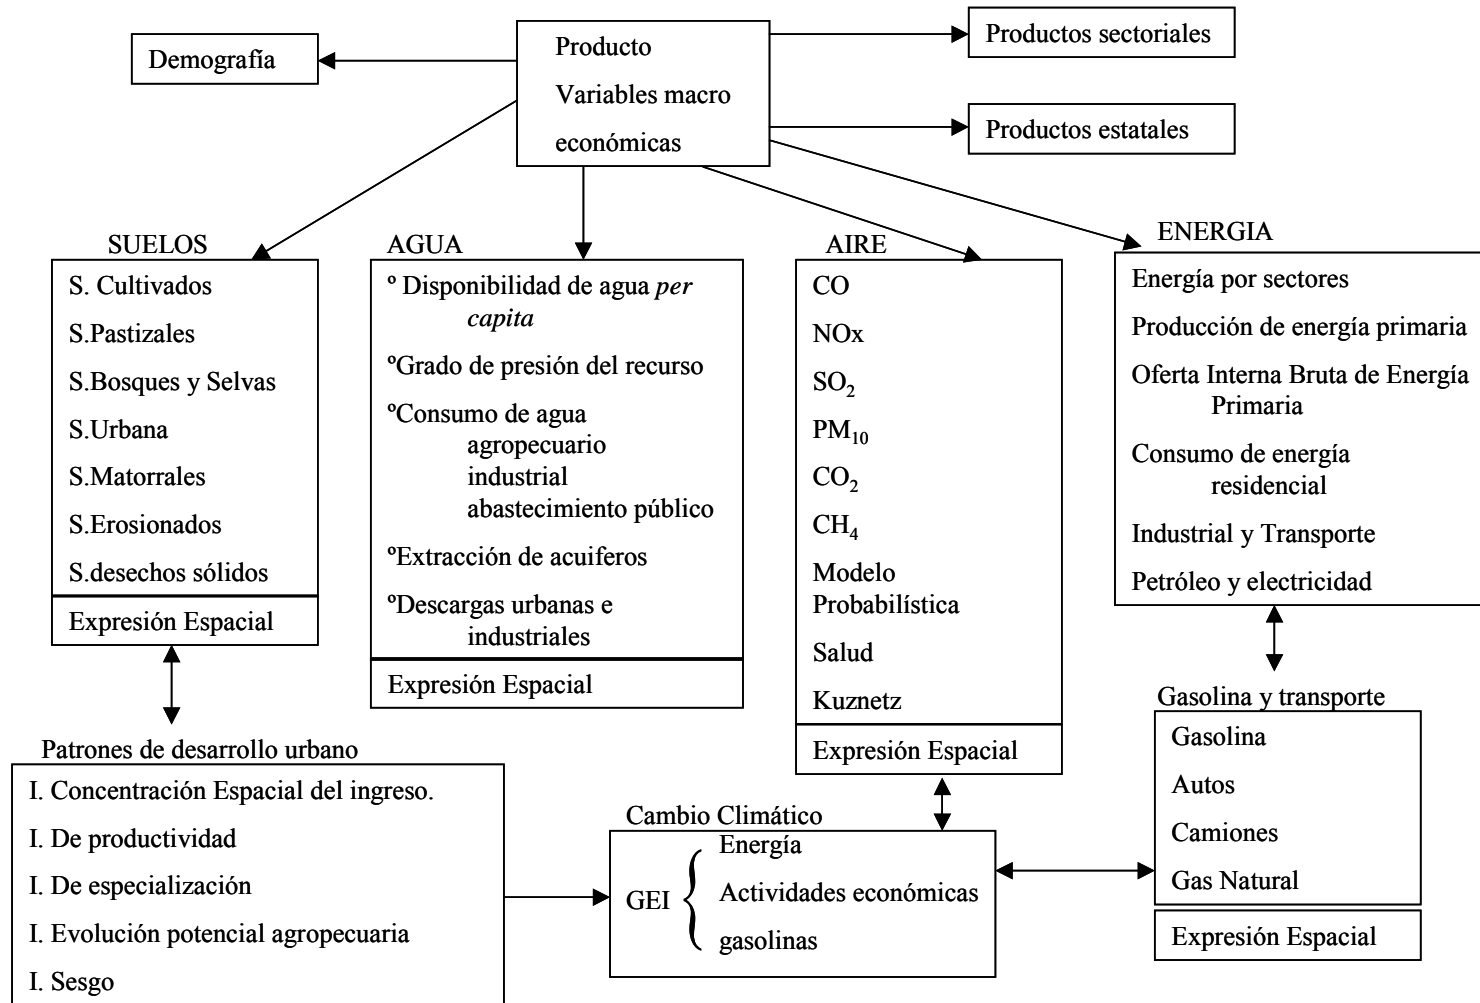 Demografía
Producto
Variables macro
económicas
Productos sectoriales
Productos estatales
SUELOS
S. Cultivados
S.Pastizales
S.Bosques y Selvas
S.Urbana
S.Matorrales
S.Erosionados
S.desechos sólidos
Expresión Espacial
AGUA
º Disponibilidad de agua per
capita
ºGrado de presión del recurso
ºConsumo de agua
agropecuario
industrial
abastecimiento público
ºExtracción de acuiferos
ºDescargas urbanas e
industriales
Expresión Espacial
AIRE
CO
NOx
SO₂
PM₁₀
CO₂
CH₄
Modelo
Probabilística
Salud
Kuznetz
Expresión Espacial
ENERGIA
Energía por sectores
Producción de energía primaria
Oferta Interna Bruta de Energía
Primaria
Consumo de energía
residencial
Industrial y Transporte
Petróleo y electricidad
Patrones de desarrollo urbano
I. Concentración Espacial del ingreso.
I. De productividad
I. De especialización
I. Evolución potencial agropecuaria
I. Sesgo
Cambio Climático
GEI
Energía
Actividades económicas
gasolinas
Gasolina y transporte
Gasolina
Autos
Camiones
Gas Natural
Expresión Espacial